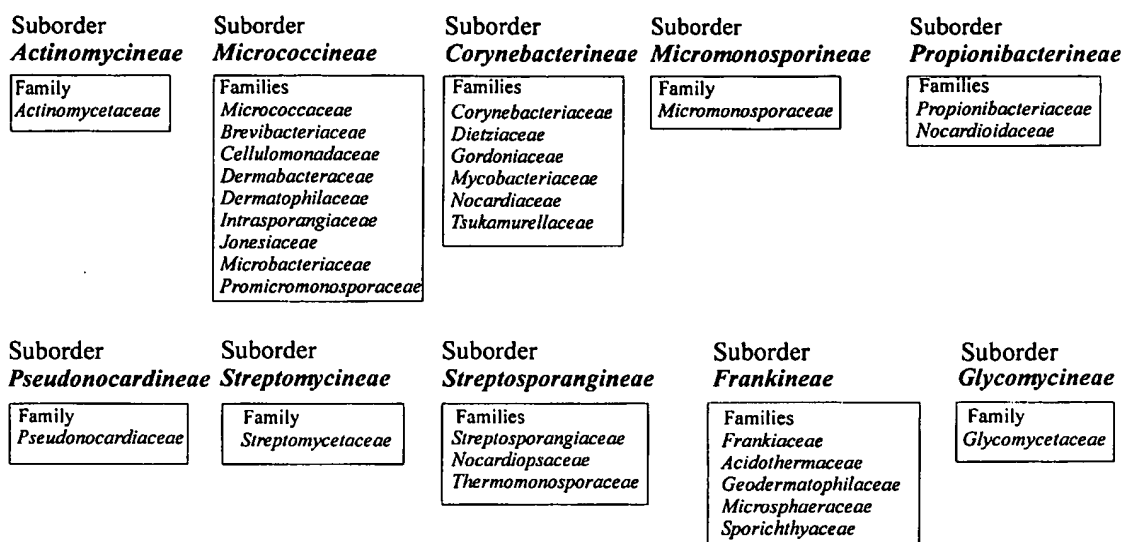 Suborder
Actinomycineae
Family
Actinomycetaceae
Suborder
Micrococcineae
Families
Micrococcaceae
Brevibacteriaceae
Cellulomonadaceae
Dermabacteraceae
Dermatophilaceae
Intrasporangiaceae
Jonesiaceae
Microbacteriaceae
Promicromonosporaceae
Suborder
Corynebacterineae
Families
Corynebacteriaceae
Dietziaceae
Gordoniaceae
Mycobacteriaceae
Nocardiaceae
Tsukamurellaceae
Suborder
Micromonosporineae
Family
Micromonosporaceae
Suborder
Propionibacterineae
Families
Propionibacteriaceae
Nocardioidaceae
Suborder
Pseudonocardineae
Family
Pseudonocardiaceae
Suborder
Streptomycineae
Family
Streptomycetaceae
Suborder
Streptosporangineae
Families
Streptosporangiaceae
Nocardiopsaceae
Thermomonosporaceae
Suborder
Frankineae
Families
Frankiaceae
Acidothermaceae
Geodermatophilaceae
Microsphaeraceae
Sporichthyaceae
Suborder
Glycomycineae
Family
Glycomycetaceae